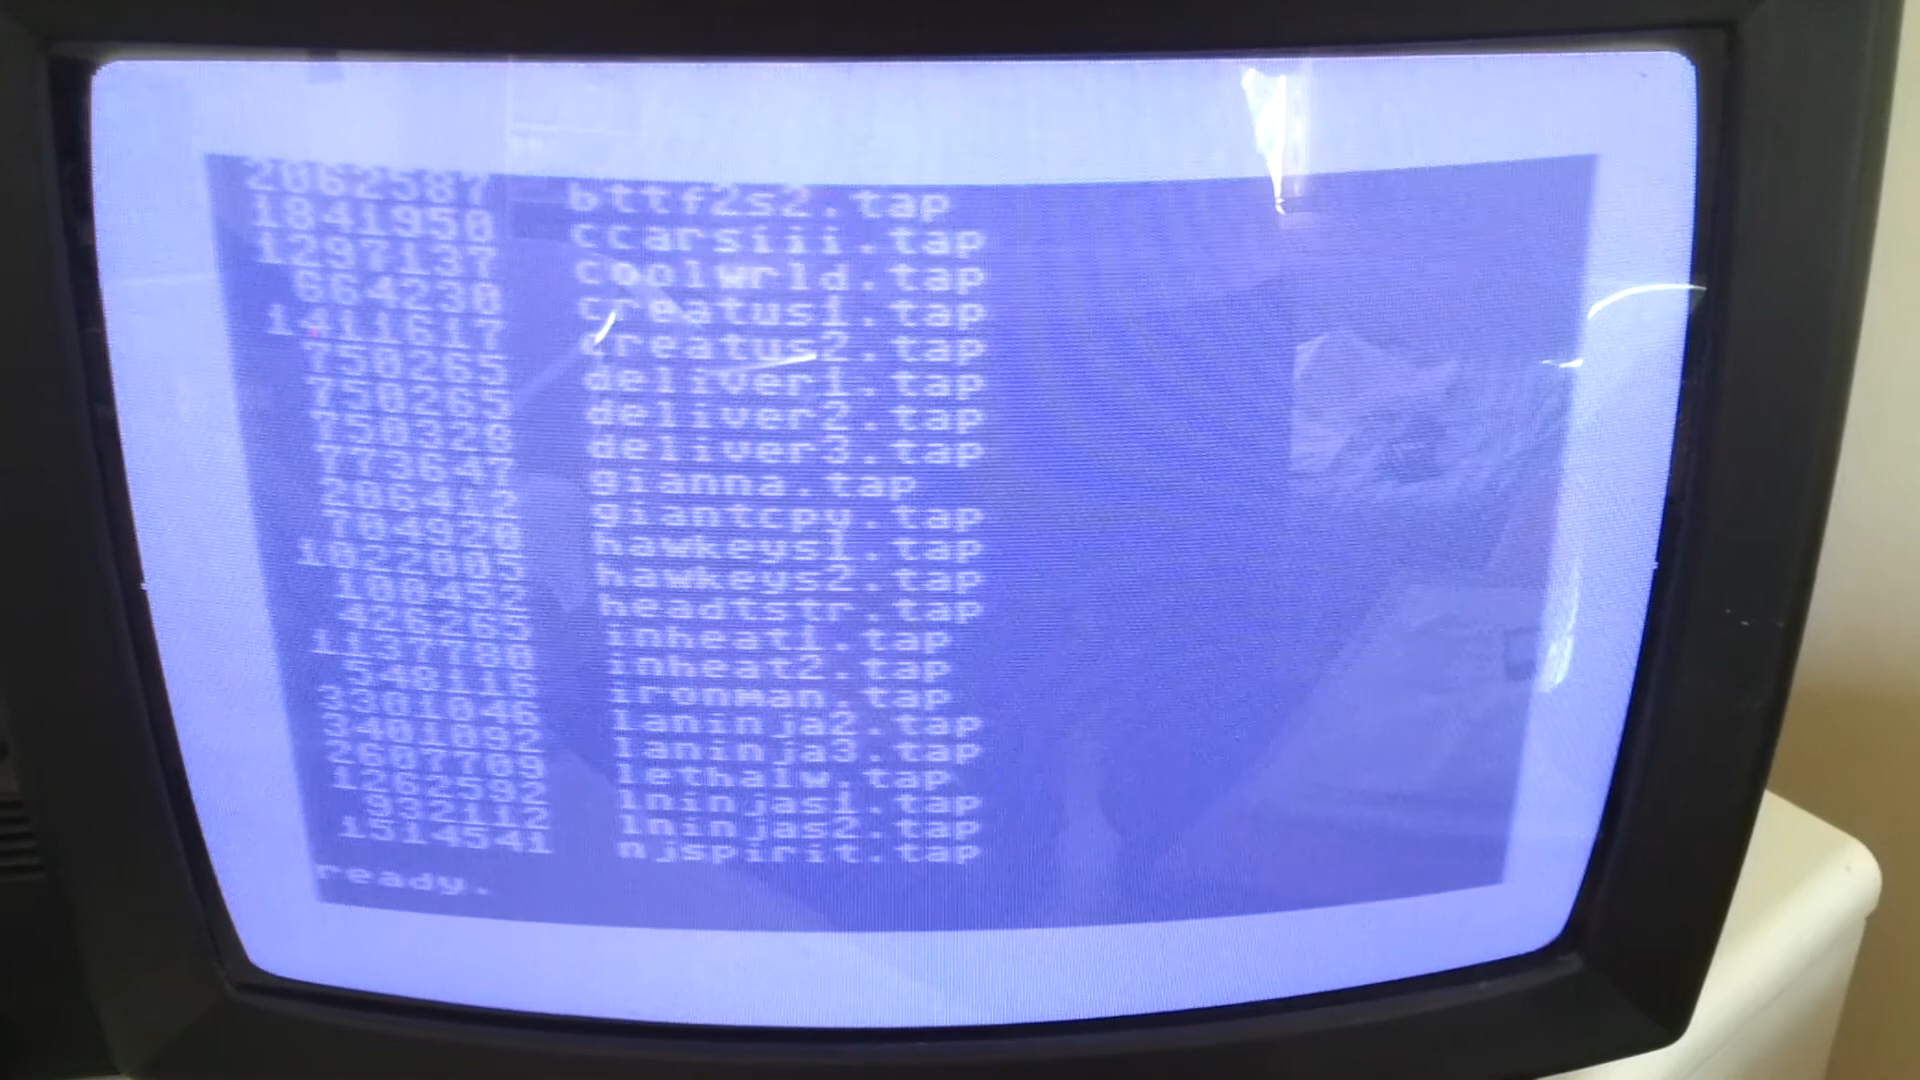 2062587 bttf2s2.tap
1841950 ccarsiii.tap
1297137 coolwrld.tap
664230 creatus1.tap
1411617 creatus2.tap
750265 deliver1.tap
750265 deliver2.tap
750328 deliver3.tap
773647 gianna.tap
206412 giantcpy.tap
704920 hawkeys1.tap
1022005 hawkeys2.tap
100452 headtstr.tap
426265 inheat1.tap
1137780 inheat2.tap
548116 ironman.tap
3301046 laninja2.tap
3401092 laninja3.tap
2607709 lethalw.tap
1262592 lninjas1.tap
932112 lninjas2.tap
1514541 njspirit.tap
ready.